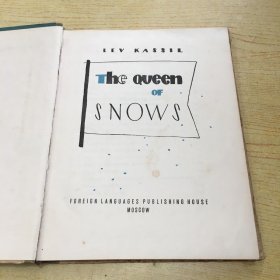 LEV KASSIL
The Queen
OF
SNOWS
FOREIGN LANGUAGES PUBLISHING HOUSE
MOSCOW